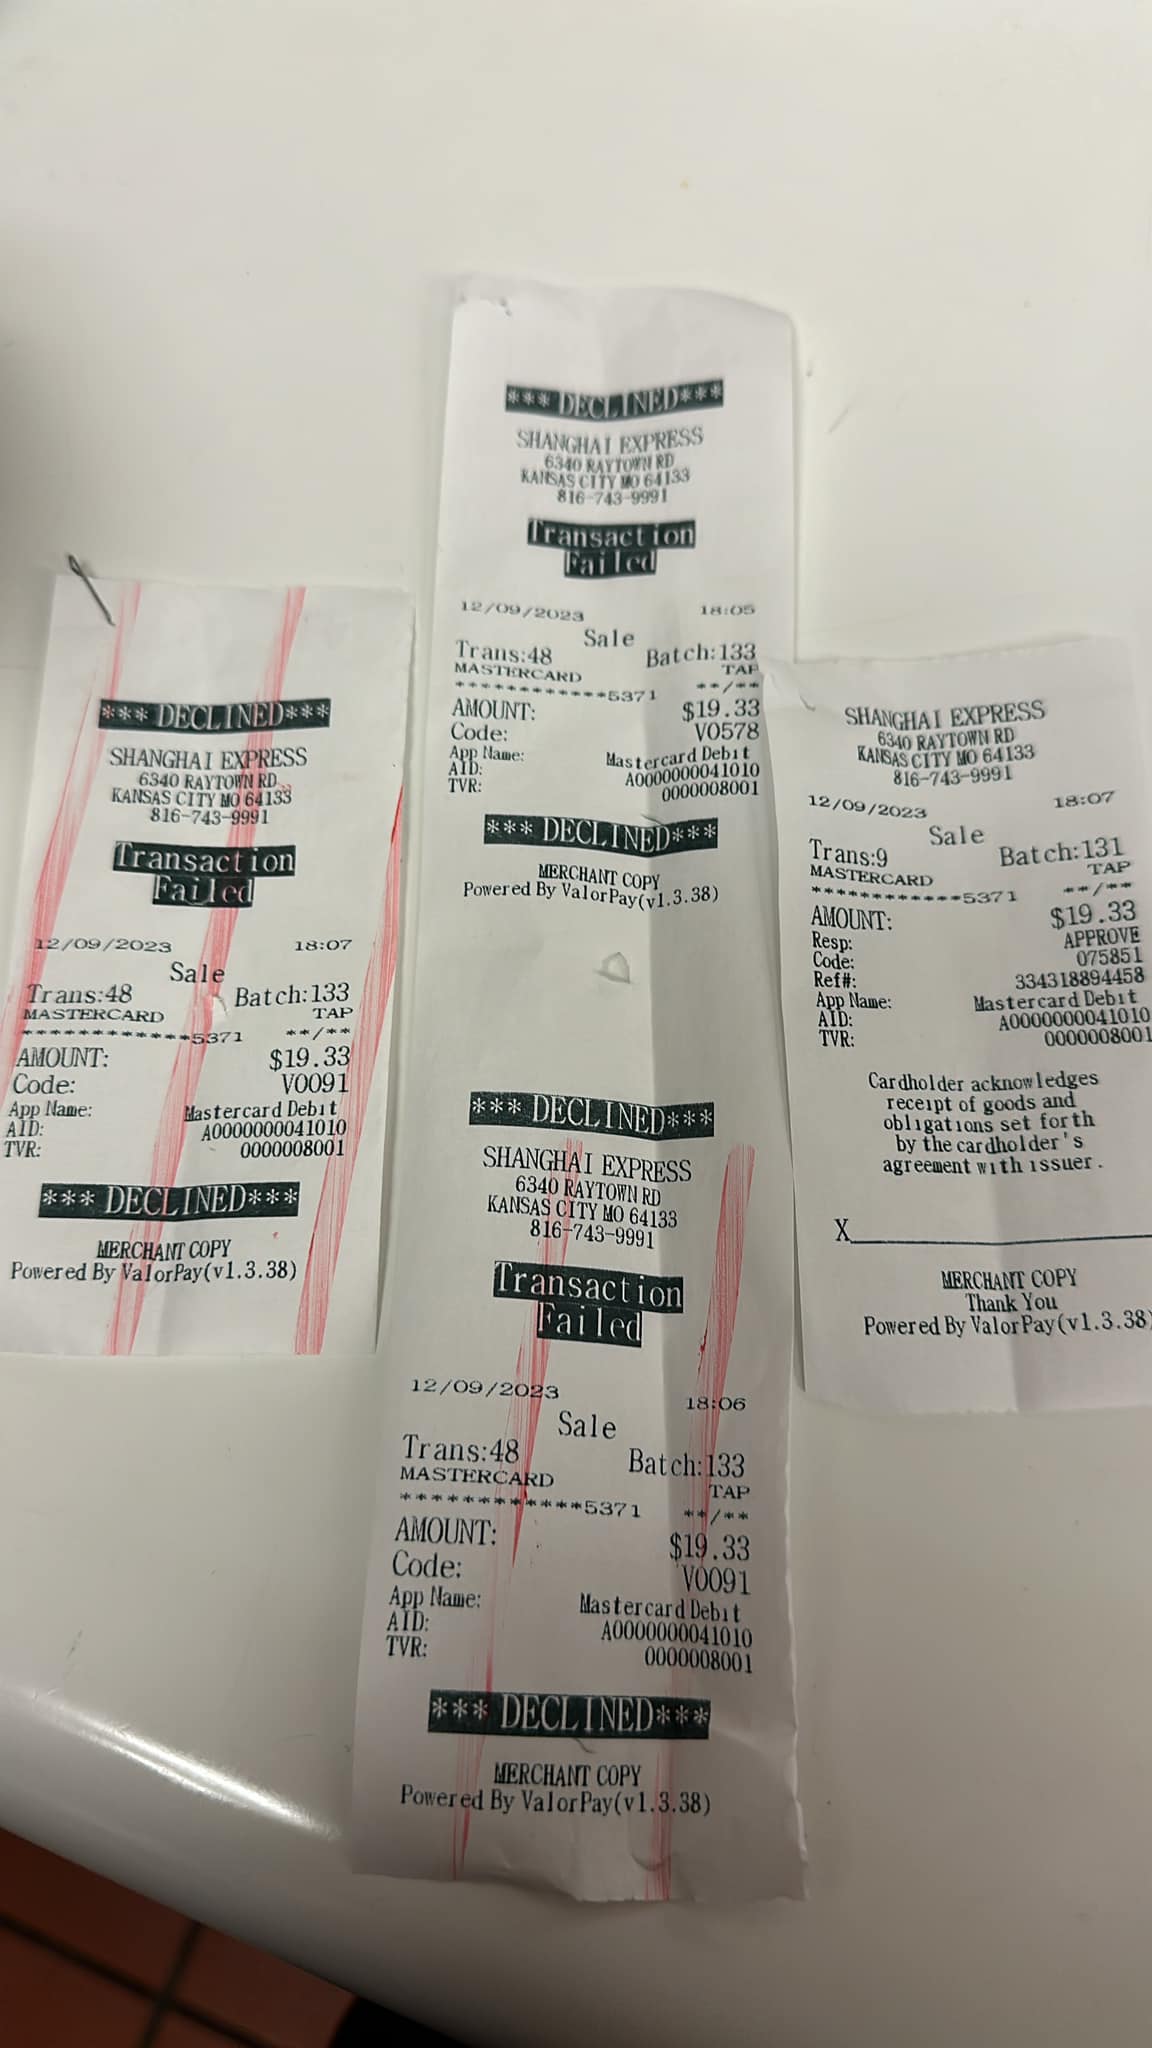 *** DECLINED***
SHANGHAI EXPRESS
6340 RAYTOWN RD
KANSAS CITY MO 64133
816-743-9991
Transaction
Failed
12/09/2023 18:07
Sale
Trans:48 Batch:133
MASTERCARD TAP
************5371 **/**
AMOUNT: $19.33
Code: V0091
App Name: Mastercard Debit
AID: A0000000041010
TVR: 0000008001
*** DECLINED***
MERCHANT COPY
Powered By ValorPay(v1.3.38)
*** DECLINED***
SHANGHAI EXPRESS
6340 RAYTOWN RD
KANSAS CITY MO 64133
816-743-9991
Transaction
Failed
12/09/2023 18:05
Sale
Trans:48 Batch:133
MASTERCARD TAP
************5371 **/**
AMOUNT: $19.33
Code: V0578
App Name: Mastercard Debit
AID: A0000000041010
TVR: 0000008001
*** DECLINED***
MERCHANT COPY
Powered By ValorPay(v1.3.38)
*** DECLINED***
SHANGHAI EXPRESS
6340 RAYTOWN RD
KANSAS CITY MO 64133
816-743-9991
Transaction
Failed
12/09/2023 18:06
Sale
Trans:48 Batch:133
MASTERCARD TAP
************5371 **/**
AMOUNT: $19.33
Code: V0091
App Name: Mastercard Debit
AID: A0000000041010
TVR: 0000008001
*** DECLINED***
MERCHANT COPY
Powered By ValorPay(v1.3.38)
SHANGHAI EXPRESS
6340 RAYTOWN RD
KANSAS CITY MO 64133
816-743-9991
12/09/2023 18:07
Sale
Trans:9 Batch:131
MASTERCARD TAP
************5371 **/**
AMOUNT: $19.33
Resp: APPROVE
Code: 075851
Ref#: 334318894458
App Name: Mastercard Debit
AID: A0000000041010
TVR: 0000008001
Cardholder acknowledges
receipt of goods and
obligations set forth
by the cardholder's
agreement with issuer.
X
MERCHANT COPY
Thank You
Powered By ValorPay(v1.3.38)